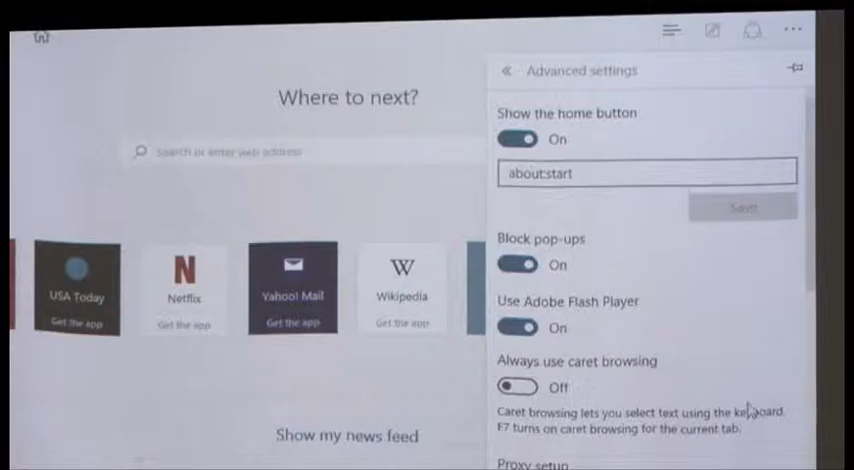 Advanced settings
Where to next?
Search or enter web address
Show the home button
On
about:start
Save
Block pop-ups
On
Use Adobe Flash Player
On
Always use caret browsing
Off
Caret browsing lets you select text using the keyboard.
F7 turns on caret browsing for the current tab.
Proxy setup
USA Today
Get the app
N
Netflix
Get the app
Yahoo! Mail
Get the app
W
Wikipedia
Get the app
Show my news feed